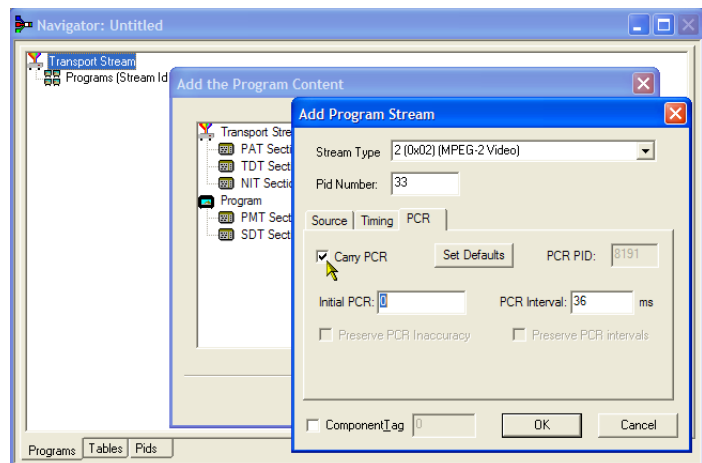 Navigator: Untitled
Transport Stream
Programs (Stream Id
Add the Program Content
Transport Stre
PAT Secti
TDT Sect
NIT Sectio
Program
PMT Sect
SDT Sect
Add Program Stream
Stream Type 2 (0x02) (MPEG-2 Video)
Pid Number: 33
Source Timing PCR
Carry PCR Set Defaults PCR PID: 8191
Initial PCR: 0 PCR Interval: 36 ms
Preserve PCR Inaccuracy Preserve PCR intervals
ComponentTag 0 OK Cancel
Programs Tables Pids